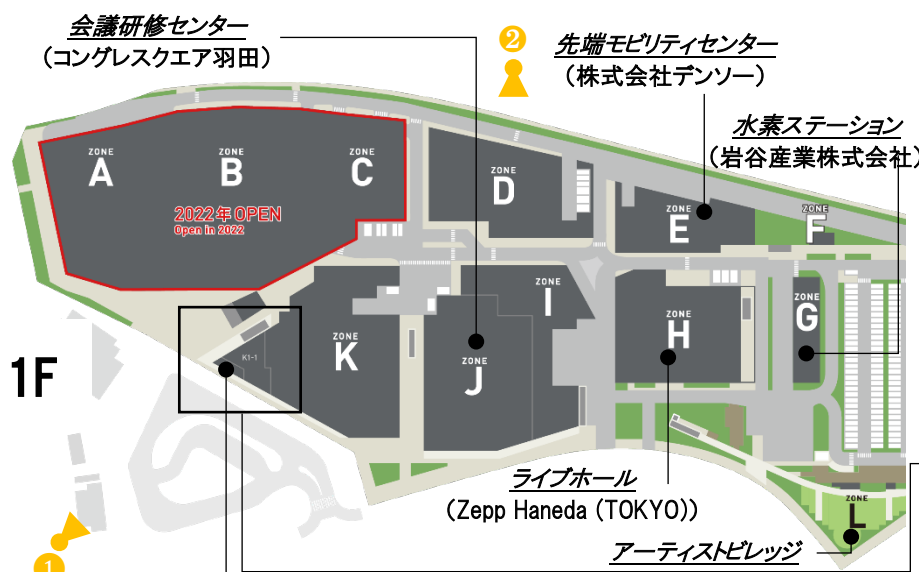 会議研修センター
(コングレスクエア羽田)
❷
先端モビリティセンター
(株式会社デンソー)
水素ステーション
(岩谷産業株式会社)
ZONE
A
ZONE
B
ZONE
C
2022年OPEN
Open in 2022
ZONE
D
ZONE
E
ZONE
F
ZONE
G
ZONE
H
ZONE
I
ZONE
J
ZONE
K
K1-1
1F
ライブホール
(Zepp Haneda (TOKYO))
ZONE
L
アーティストビレッジ
❶